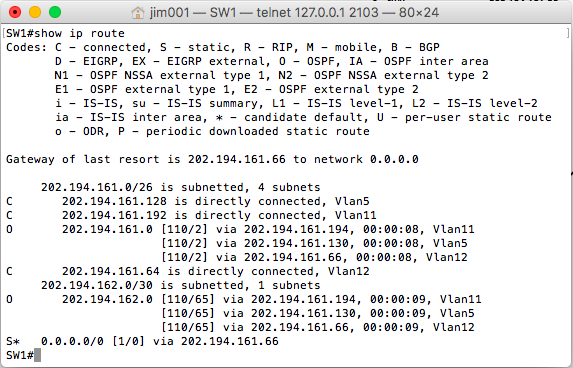 jim001 — SW1 — telnet 127.0.0.1 2103 — 80×24
SW1#show ip route
Codes: C - connected, S - static, R - RIP, M - mobile, B - BGP
       D - EIGRP, EX - EIGRP external, O - OSPF, IA - OSPF inter area
       N1 - OSPF NSSA external type 1, N2 - OSPF NSSA external type 2
       E1 - OSPF external type 1, E2 - OSPF external type 2
       i - IS-IS, su - IS-IS summary, L1 - IS-IS level-1, L2 - IS-IS level-2
       ia - IS-IS inter area, * - candidate default, U - per-user static route
       o - ODR, P - periodic downloaded static route
Gateway of last resort is 202.194.161.66 to network 0.0.0.0
     202.194.161.0/26 is subnetted, 4 subnets
C       202.194.161.128 is directly connected, Vlan5
C       202.194.161.192 is directly connected, Vlan11
O       202.194.161.0 [110/2] via 202.194.161.194, 00:00:08, Vlan11
                      [110/2] via 202.194.161.130, 00:00:08, Vlan5
                      [110/2] via 202.194.161.66, 00:00:08, Vlan12
C       202.194.161.64 is directly connected, Vlan12
     202.194.162.0/30 is subnetted, 1 subnets
O       202.194.162.0 [110/65] via 202.194.161.194, 00:00:09, Vlan11
                      [110/65] via 202.194.161.130, 00:00:09, Vlan5
                      [110/65] via 202.194.161.66, 00:00:09, Vlan12
S*   0.0.0.0/0 [1/0] via 202.194.161.66
SW1#